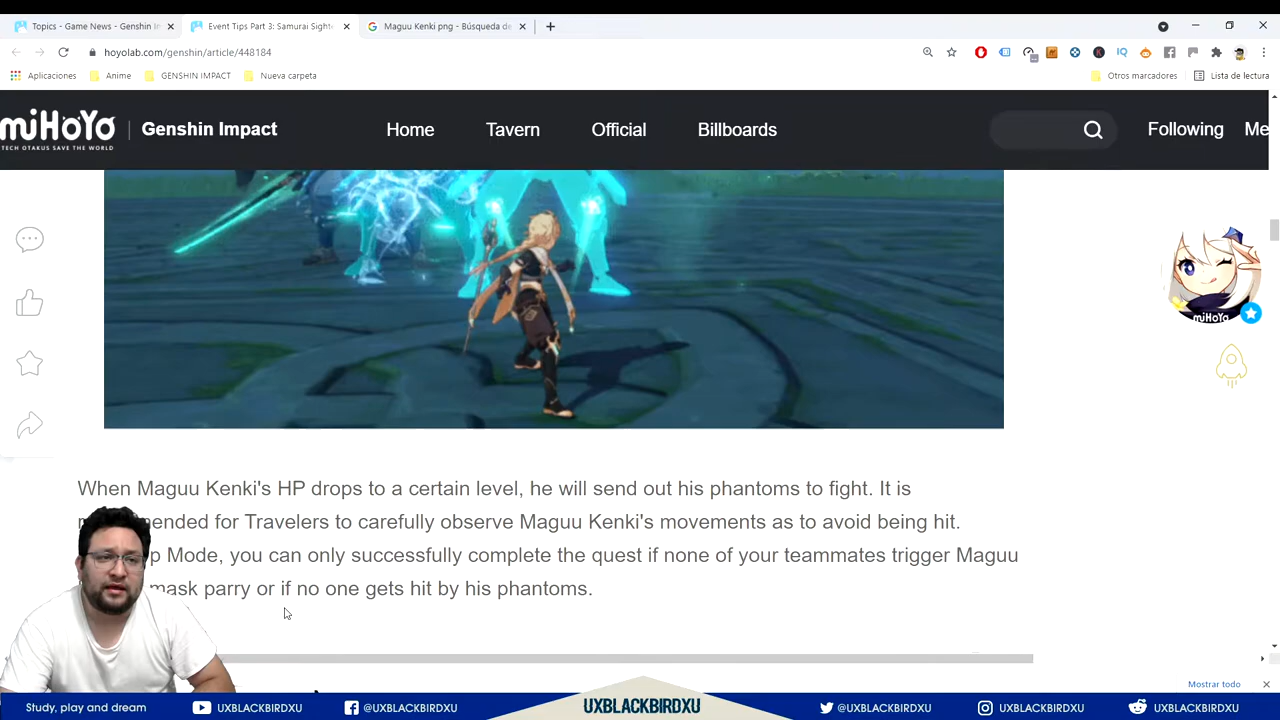 Topics - Game News - Genshin I
Event Tips Part 3: Samurai Sight
Maguu Kenki png - Búsqueda de
hoyolab.com/genshin/article/448184
Aplicaciones
Anime
GENSHIN IMPACT
Nueva carpeta
Otros marcadores
Lista de lectura
miHoYo
TECH OTAKUS SAVE THE WORLD
Genshin Impact
Home
Tavern
Official
Billboards
Following
Me
IQ
miHoYo
When Maguu Kenki's HP drops to a certain level, he will send out his phantoms to fight. It is
mended for Travelers to carefully observe Maguu Kenki's movements as to avoid being hit.
p Mode, you can only successfully complete the quest if none of your teammates trigger Maguu
mask parry or if no one gets hit by his phantoms.
Mostrar todo
Study, play and dream
UXBLACKBIRDXU
@UXBLACKBIRDXU
UXBLACKBIRDXU
@UXBLACKBIRDXU
UXBLACKBIRDXU
UXBLACKBIRDXU